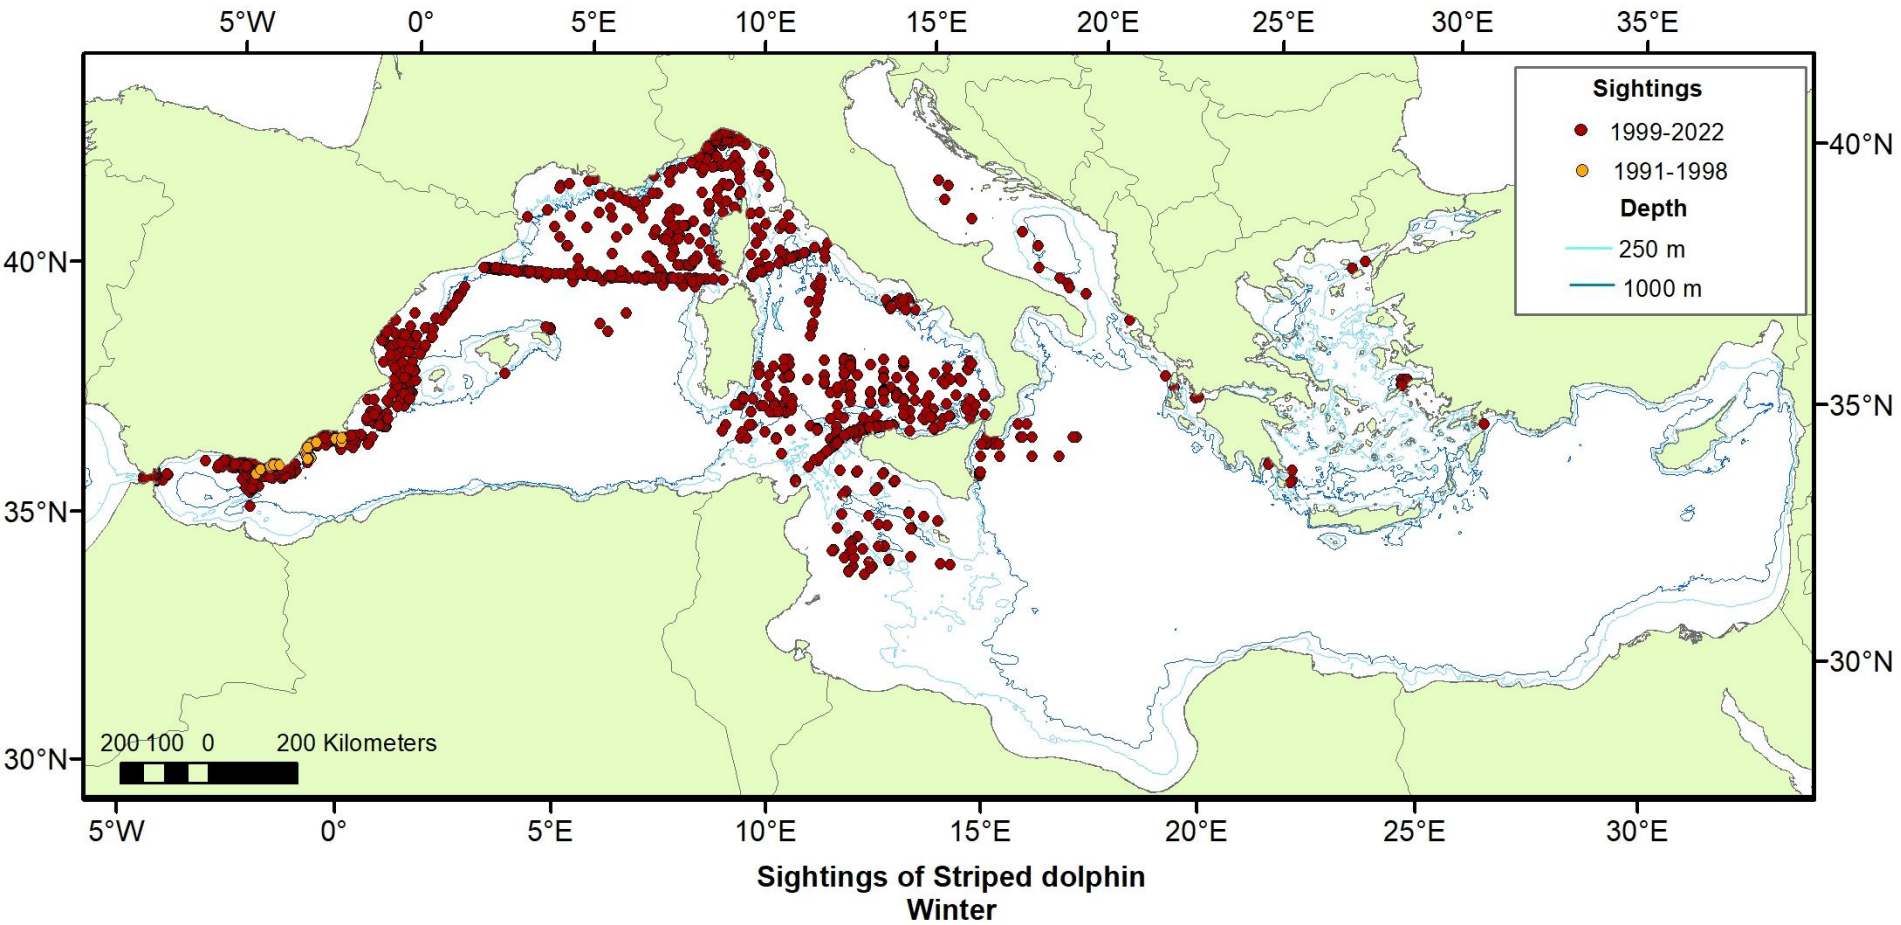 5°W 0° 5°E 10°E 15°E 20°E 25°E 30°E 35°E
Sightings
1999-2022
1991-1998
Depth
250 m
1000 m
40°N
40°N
35°N
35°N
30°N
30°N
200 100 0 200 Kilometers
5°W 0° 5°E 10°E 15°E 20°E 25°E 30°E
Sightings of Striped dolphin
Winter